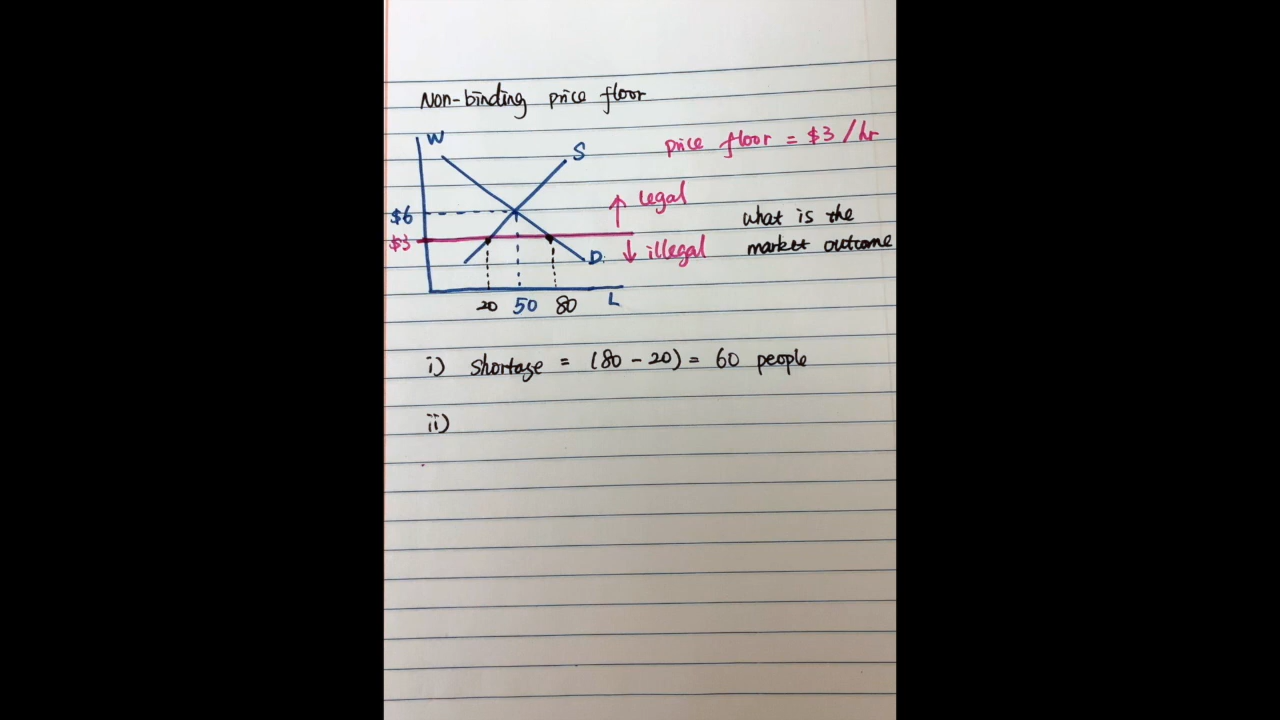 Non-binding price floor
W
S
price floor = $3/hr
↑ legal
$6
what is the
$3
↓ illegal
market outcome
D
20 50 80 L
i) shortage = (80 - 20) = 60 people
ii)